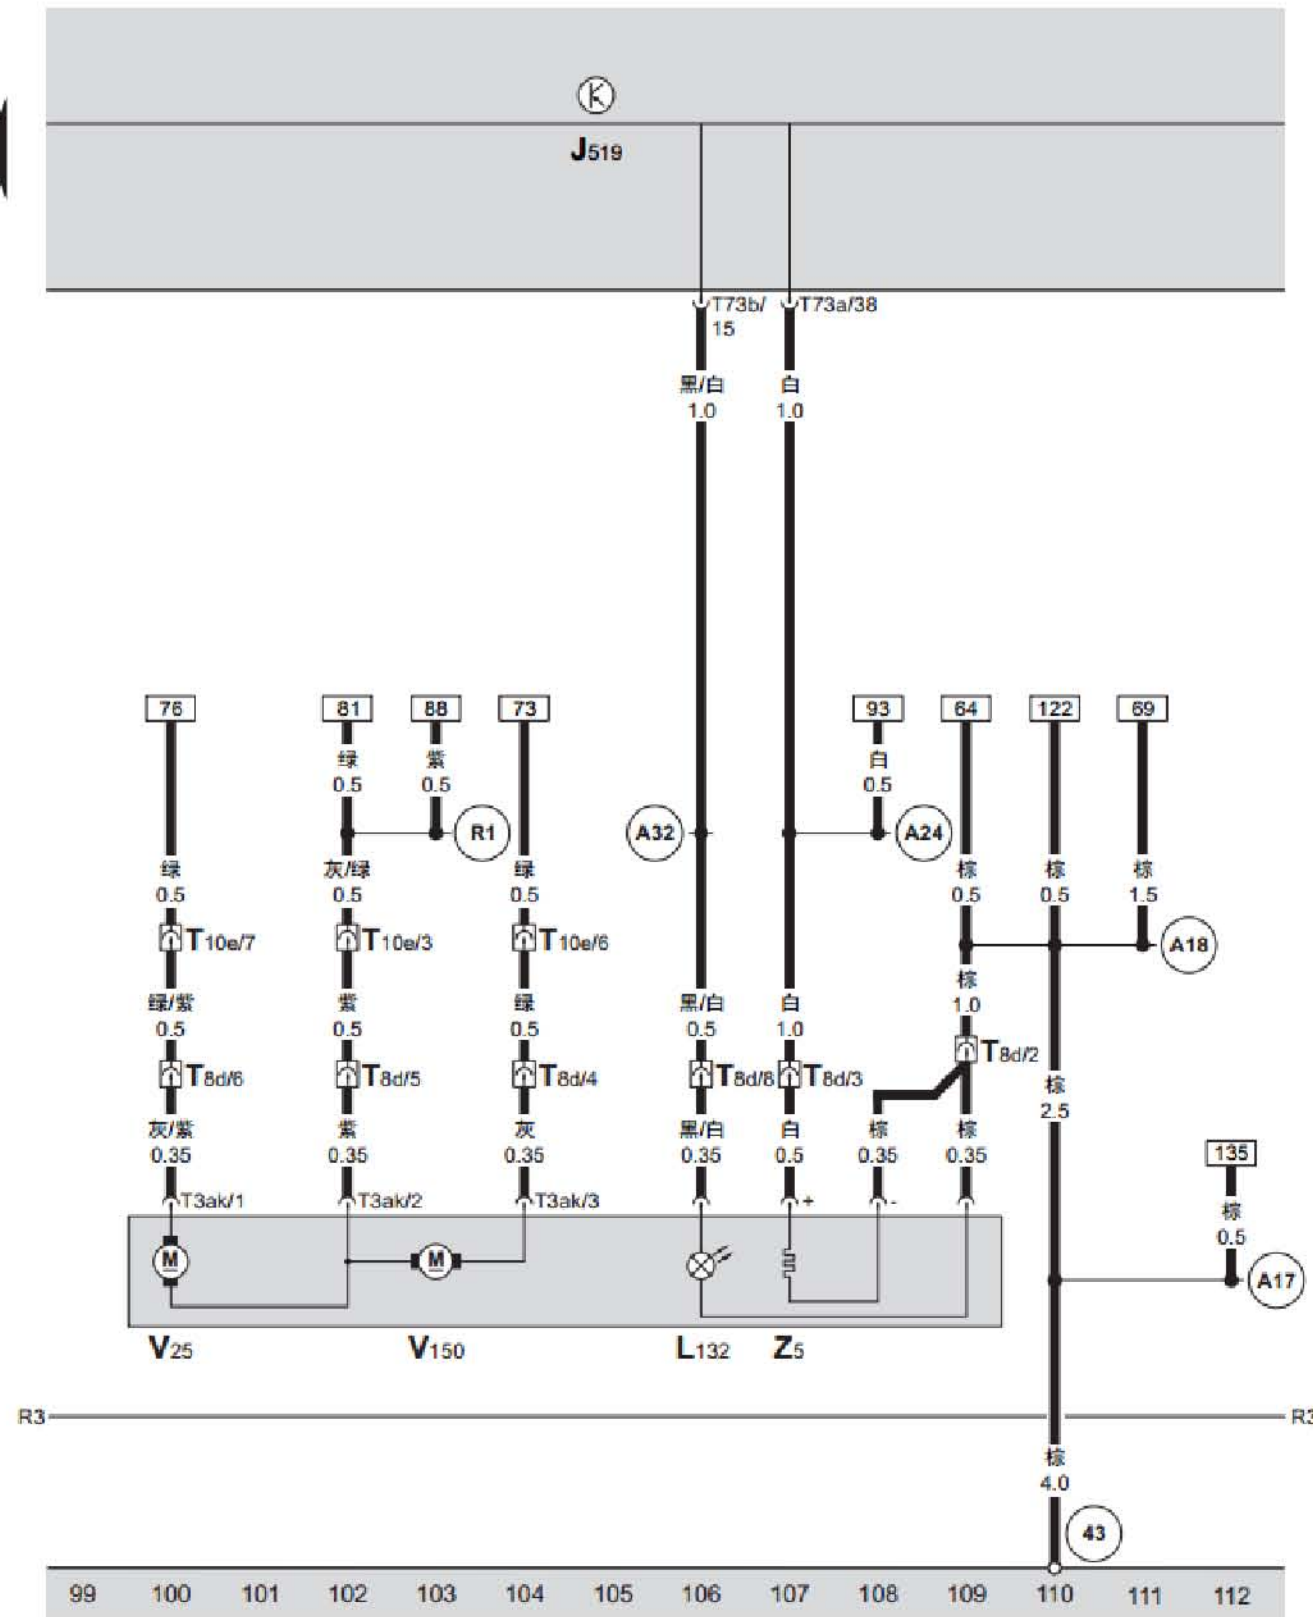 J519
T73b/ T73a/38
15
黑/白 白
1.0 1.0
76 81 88 73 93 64 122 69
绿 紫 白
0.5 0.5 0.5
R1 A32 A24
绿 灰/绿 绿 棕 棕 棕
0.5 0.5 0.5 0.5 0.5 1.5
T10e/7 T10e/3 T10e/6 A18
绿/紫 紫 绿 黑/白 白 棕
0.5 0.5 0.5 0.5 1.0 1.0
T8d/2
T8d/6 T8d/5 T8d/4 T8d/8 T8d/3
棕
2.5
灰/紫 紫 灰 黑/白 白 棕 棕
0.35 0.35 0.35 0.35 0.5 0.35 0.35
135
T3ak/1 T3ak/2 T3ak/3 + -
棕
0.5
M M A17
V25 V150 L132 Z5
R3 R3
棕
4.0
43
99 100 101 102 103 104 105 106 107 108 109 110 111 112